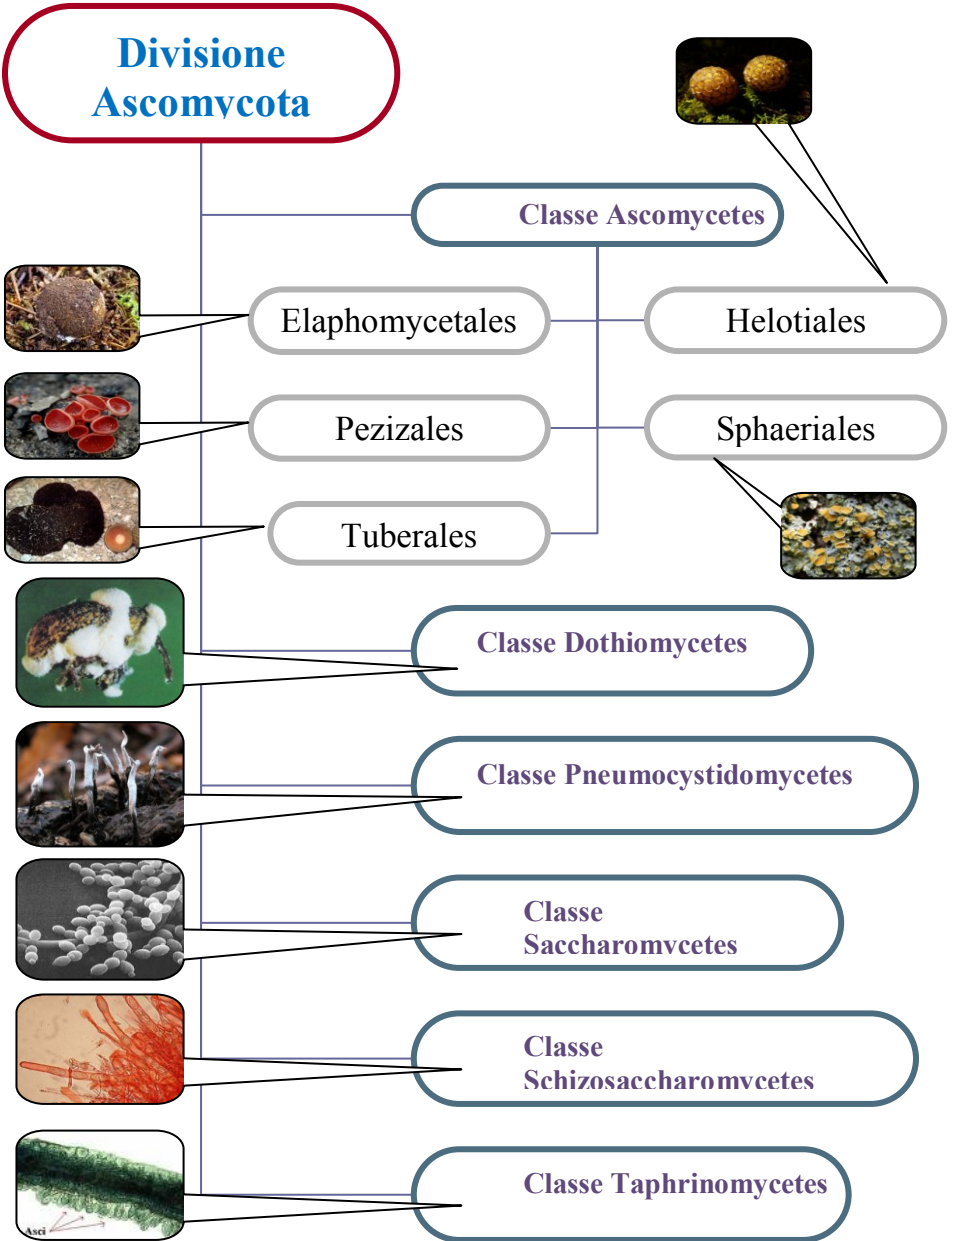 Divisione
Ascomycota
Classe Ascomycetes
Elaphomycetales
Helotiales
Pezizales
Sphaeriales
Tuberales
Classe Dothiomycetes
Classe Pneumocystidomycetes
Classe
Saccharomycetes
Classe
Schizosaccharomycetes
Classe Taphrinomycetes
Asci